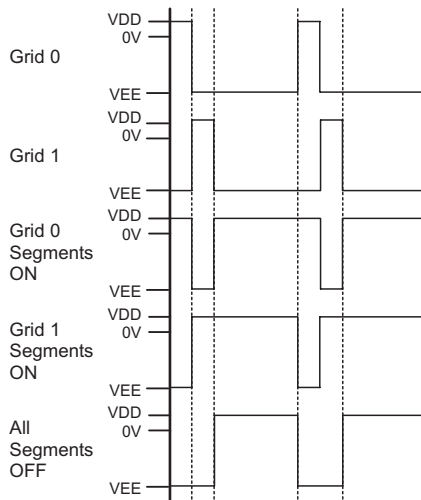 VDD
0V
Grid 0
VEE
VDD
0V
Grid 1
VEE
VDD
0V
Grid 0
Segments
ON
VEE
VDD
0V
Grid 1
Segments
ON
VEE
VDD
0V
All
Segments
OFF
VEE